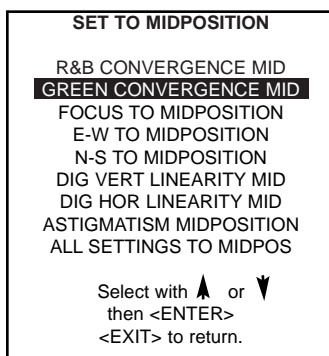 SET TO MIDPOSITION
R&B CONVERGENCE MID
GREEN CONVERGENCE MID
FOCUS TO MIDPOSITION
E-W TO MIDPOSITION
N-S TO MIDPOSITION
DIG VERT LINEARITY MID
DIG HOR LINEARITY MID
ASTIGMATISM MIDPOSITION
ALL SETTINGS TO MIDPOS
Select with or
then <ENTER>
<EXIT> to return.